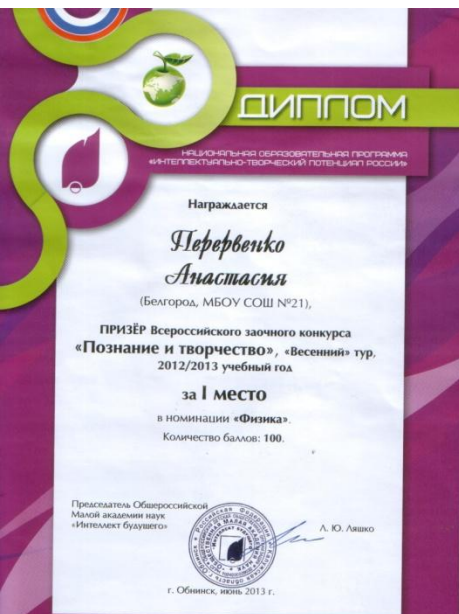 ДИПЛОМ
НАЦИОНАЛЬНАЯ ОБРАЗОВАТЕЛЬНАЯ ПРОГРАММА
«ИНТЕЛЛЕКТУАЛЬНО-ТВОРЧЕСКИЙ ПОТЕНЦИАЛ РОССИИ»
Награждается
Перервенко
Анастасия
(Белгород, МБОУ СОШ №21),
ПРИЗЁР Всероссийского заочного конкурса
«Познание и творчество», «Весенний» тур,
2012/2013 учебный год
за I место
в номинации «Физика».
Количество баллов: 100.
Председатель Общероссийской
Малой академии наук
«Интеллект будущего»
Л. Ю. Ляшко
г. Обнинск, июнь 2013 г.